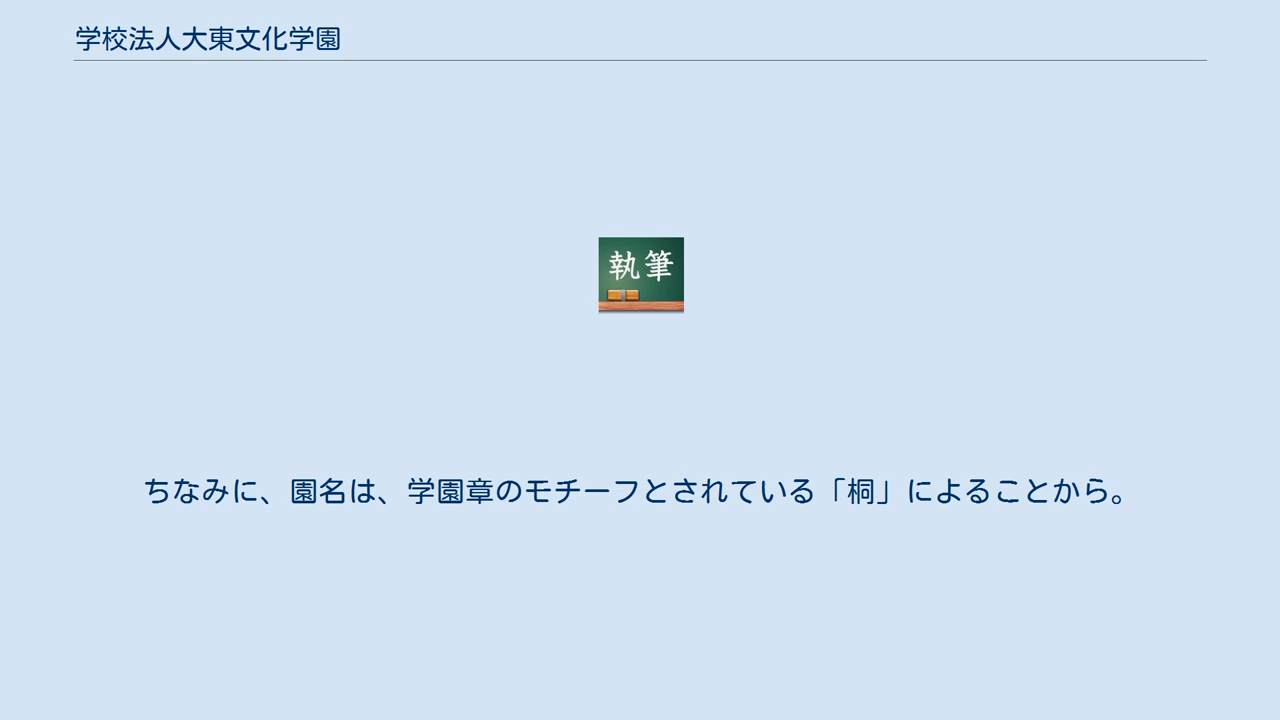 学校法人大東文化学園
執筆
ちなみに、園名は、学園章のモチーフとされている「桐」によることから。